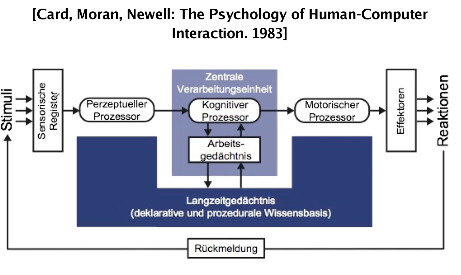 [Card, Moran, Newell: The Psychology of Human-Computer
Interaction. 1983]
Zentrale
Verarbeitungseinheit
Stimuli
Sensorische
Register
Perzeptueller
Prozessor
Kognitiver
Prozessor
Motorischer
Prozessor
Effektoren
Reaktionen
Arbeits-
gedächtnis
Langzeitgedächtnis
(deklarative und prozedurale Wissensbasis)
Rückmeldung